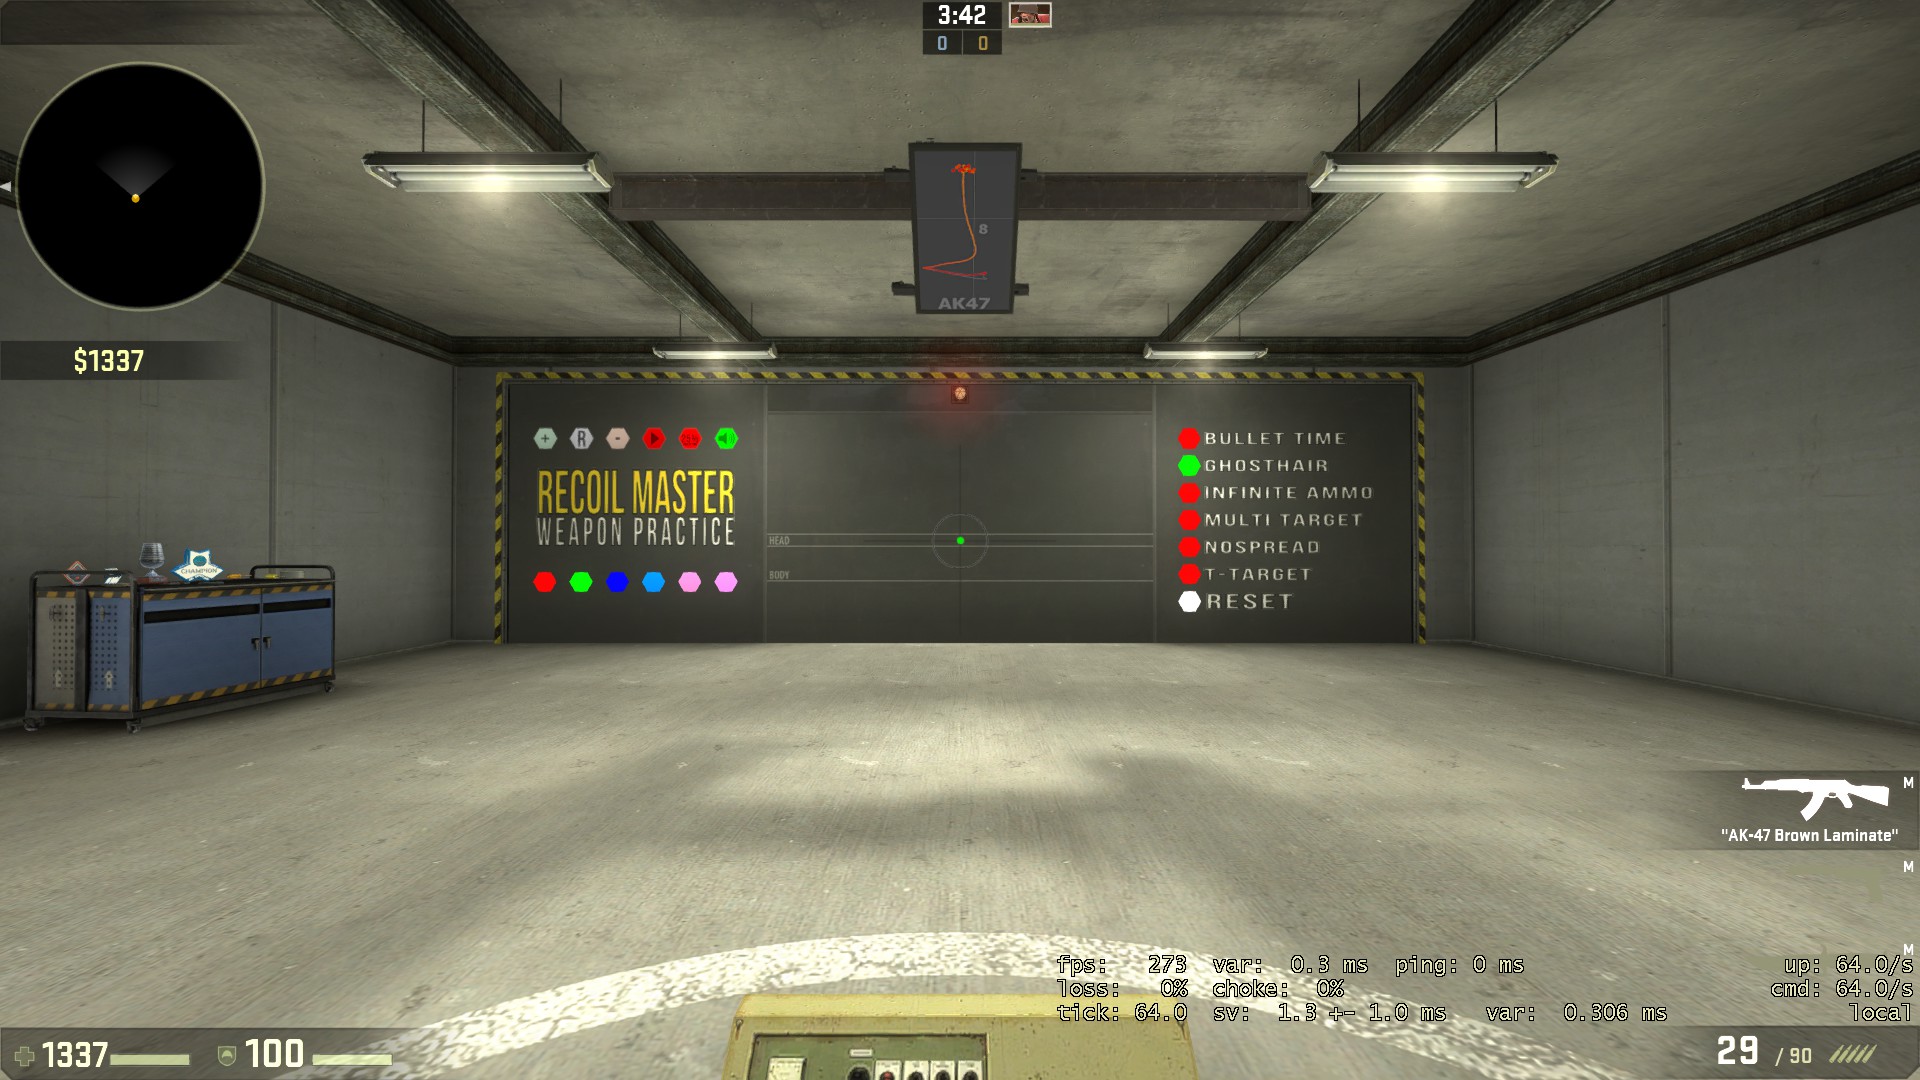 3:42
0 0
8
AK47
$1337
+ R -
RECOIL MASTER
WEAPON PRACTICE
HEAD
BODY
BULLET TIME
GHOSTHAIR
INFINITE AMMO
MULTI TARGET
NOSPREAD
T-TARGET
RESET
CHAMPION
M
"AK-47 Brown Laminate"
M
M
fps: 273 var: 0.3 ms ping: 0 ms up: 64.0/s
loss: 0% choke: 0% cmd: 64.0/s
tick: 64.0 sv: 1.3 +- 1.0 ms var: 0.306 ms local
1337 100 29 / 90